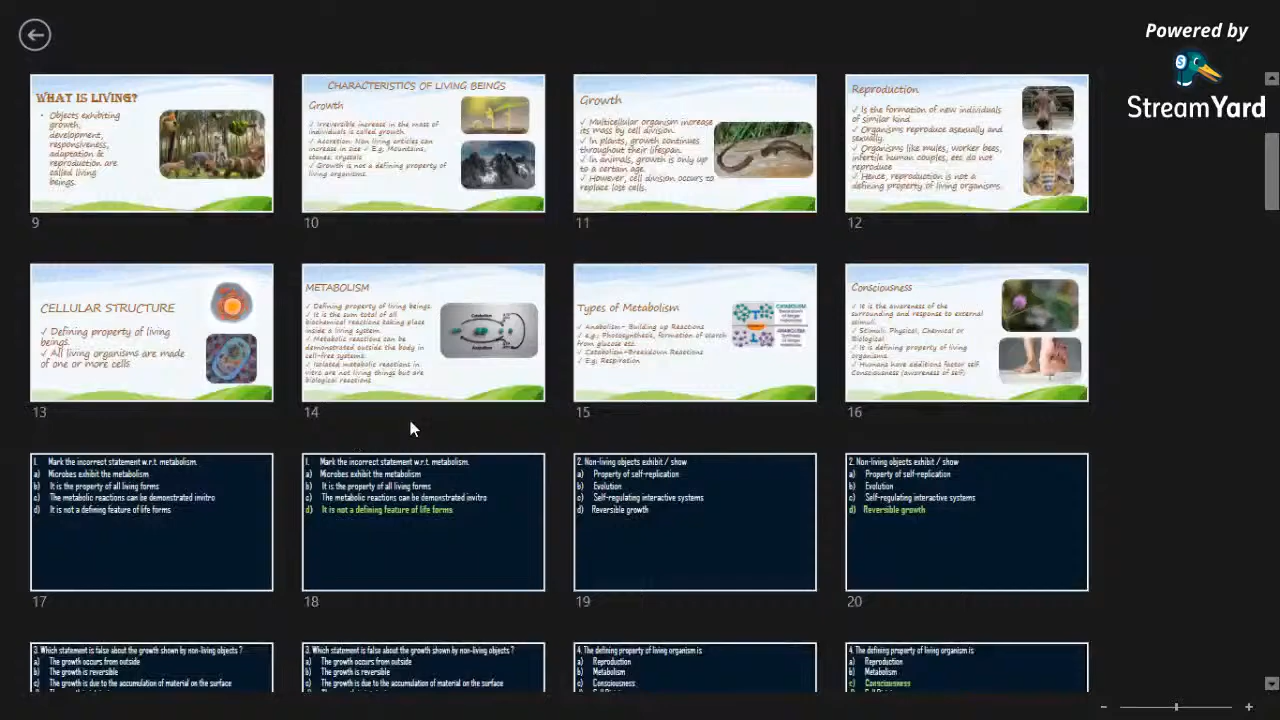 Powered by
StreamYard
WHAT IS LIVING?
• Objects exhibiting
growth,
development,
responsiveness,
adaptation &
reproduction are
called living
beings.
9
CHARACTERISTICS OF LIVING BEINGS
Growth
✓ Irreversible increase in the mass of
individuals is called growth.
✓ Accretion: Non living articles can
increase in size ✓ E.g; Mountains,
stones, crystals
✓ Growth is not a defining property of
living organisms.
10
Growth
✓ Multicellular organism increase
its mass by cell division.
✓ In plants, growth continues
throughout their lifespan.
✓ In animals, growth is only up
to a certain age.
✓ However, cell division occurs to
replace lost cells.
11
Reproduction
✓ Is the formation of new individuals
of similar kind.
✓ Organisms reproduce asexually and
sexually.
✓ Organisms like mules, worker bees,
infertile human couples, etc do not
reproduce
✓ Hence, reproduction is not a
defining property of living organisms.
12
CELLULAR STRUCTURE
✓ Defining property of living
beings.
✓ All living organisms are made
of one or more cells
13
METABOLISM
✓ Defining property of living beings.
✓ It is the sum total of all
biochemical reactions taking place
inside a living system.
✓ Metabolic reactions can be
demonstrated outside the body in
cell-free systems.
✓ Isolated metabolic reactions in
vitro are not living things but are
biological reactions
14
Types of Metabolism
✓ Anabolism- Building up Reactions
✓ e.g.; Photosynthesis, formation of starch
from glucose etc.
✓ Catabolism-Breakdown Reactions
✓ E.g; Respiration
15
Consciousness
✓ It is the awareness of the
surrounding and response to external
stimuli.
✓ Stimuli: Physical, Chemical or
Biological
✓ It is defining property of living
organisms.
✓ Humans have additions factor self
Consciousness (awareness of self)
16
1. Mark the incorrect statement w.r.t. metabolism.
a) Microbes exhibit the metabolism
b) It is the property of all living forms
c) The metabolic reactions can be demonstrated invitro
d) It is not a defining feature of life forms
17
1. Mark the incorrect statement w.r.t. metabolism.
a) Microbes exhibit the metabolism
b) It is the property of all living forms
c) The metabolic reactions can be demonstrated invitro
d) It is not a defining feature of life forms
18
2. Non-living objects exhibit / show
a) Property of self-replication
b) Evolution
c) Self-regulating interactive systems
d) Reversible growth
19
2. Non-living objects exhibit / show
a) Property of self-replication
b) Evolution
c) Self-regulating interactive systems
d) Reversible growth
20
3. Which statement is false about the growth shown by non-living objects ?
a) The growth occurs from outside
b) The growth is reversible
c) The growth is due to the accumulation of material on the surface
3. Which statement is false about the growth shown by non-living objects ?
a) The growth occurs from outside
b) The growth is reversible
c) The growth is due to the accumulation of material on the surface
4. The defining property of living organism is
a) Reproduction
b) Metabolism
c) Consciousness
4. The defining property of living organism is
a) Reproduction
b) Metabolism
c) Consciousness